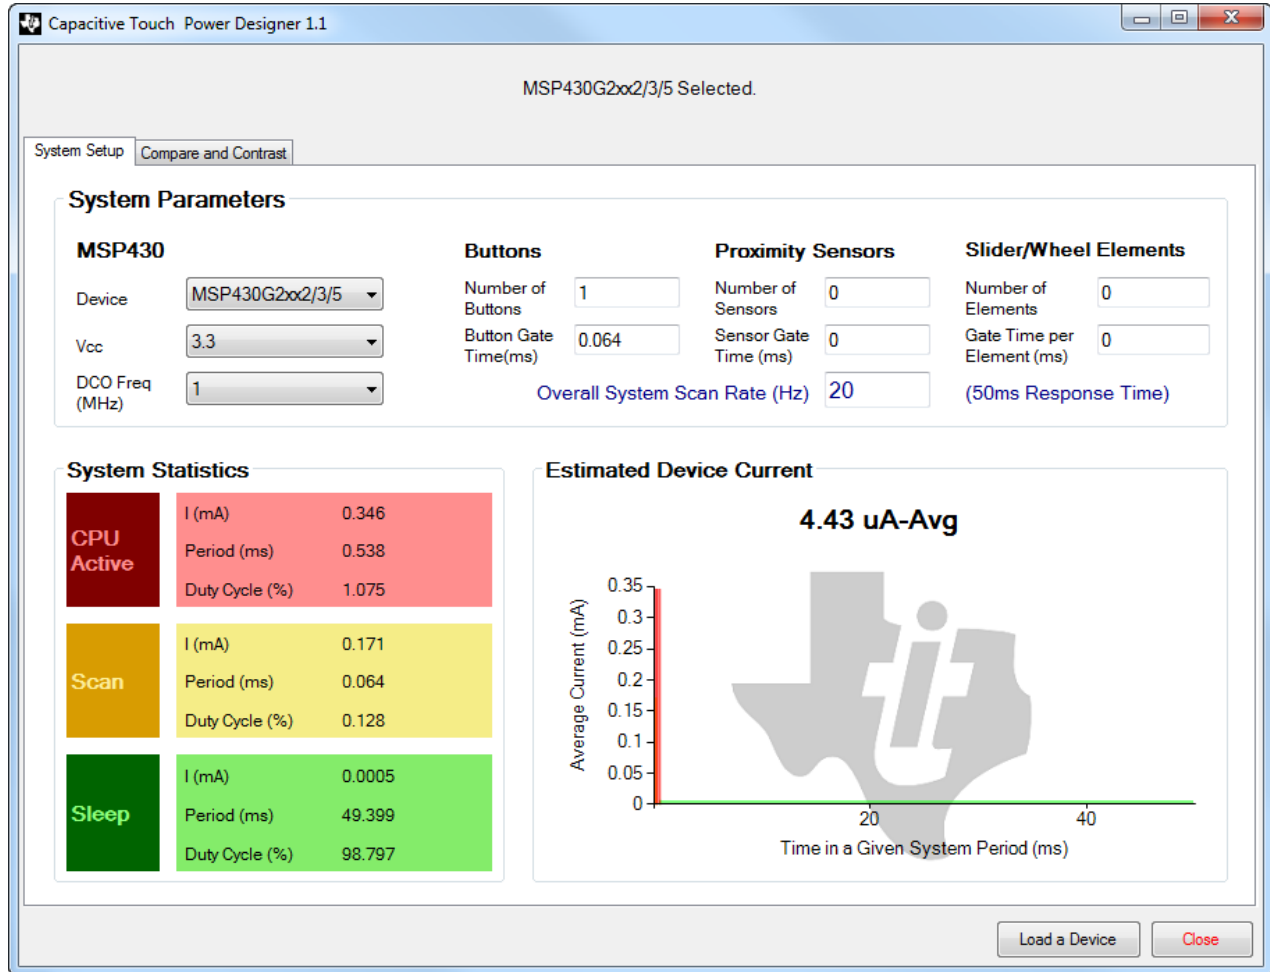 Capacitive Touch  Power Designer 1.1
MSP430G2xx2/3/5 Selected.
System Setup
Compare and Contrast
System Parameters
MSP430
Device
MSP430G2xx2/3/5
Vcc
3.3
DCO Freq
(MHz)
1
Buttons
Number of
Buttons
1
Button Gate
Time(ms)
0.064
Proximity Sensors
Number of
Sensors
0
Sensor Gate
Time (ms)
0
Slider/Wheel Elements
Number of
Elements
0
Gate Time per
Element (ms)
0
Overall System Scan Rate (Hz)
20
(50ms Response Time)
System Statistics
CPU
Active
I (mA) 0.346
Period (ms) 0.538
Duty Cycle (%) 1.075
Scan
I (mA) 0.171
Period (ms) 0.064
Duty Cycle (%) 0.128
Sleep
I (mA) 0.0005
Period (ms) 49.399
Duty Cycle (%) 98.797
Estimated Device Current
4.43 uA-Avg
Average Current (mA)
0.35
0.3
0.25
0.2
0.15
0.1
0.05
0
20
40
Time in a Given System Period (ms)
ti
Load a Device
Close